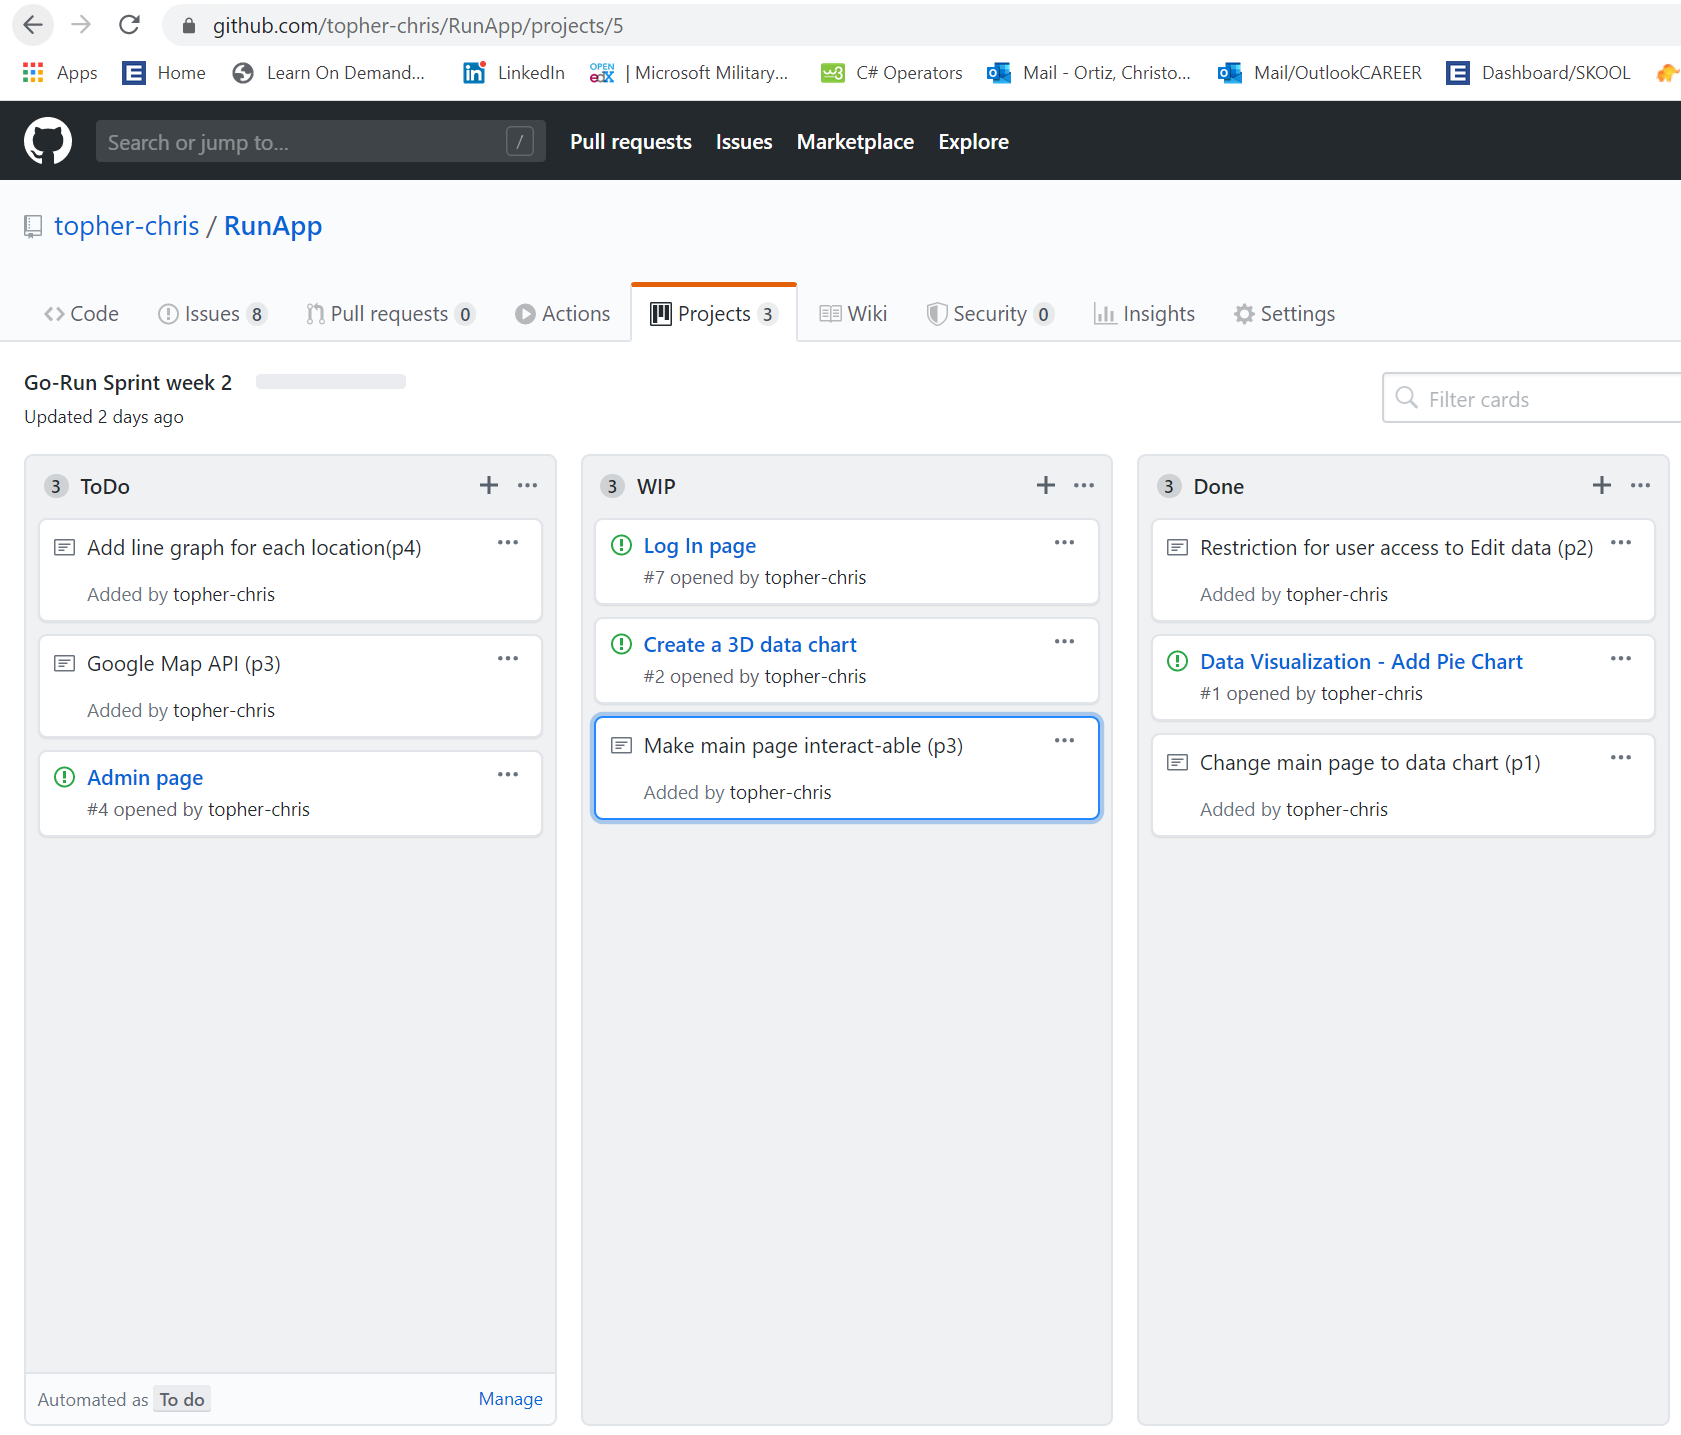 github.com/topher-chris/RunApp/projects/5
Apps Home Learn On Demand... LinkedIn OPEN edX | Microsoft Military... w3 C# Operators Mail - Ortiz, Christo... Mail/OutlookCAREER Dashboard/SKOOL
Search or jump to... / Pull requests Issues Marketplace Explore
topher-chris / RunApp
Code Issues 8 Pull requests 0 Actions Projects 3 Wiki Security 0 Insights Settings
Go-Run Sprint week 2
Updated 2 days ago
Filter cards
3 ToDo
Add line graph for each location(p4)
Added by topher-chris
Google Map API (p3)
Added by topher-chris
Admin page
#4 opened by topher-chris
Automated as To do Manage
3 WIP
Log In page
#7 opened by topher-chris
Create a 3D data chart
#2 opened by topher-chris
Make main page interact-able (p3)
Added by topher-chris
3 Done
Restriction for user access to Edit data (p2)
Added by topher-chris
Data Visualization - Add Pie Chart
#1 opened by topher-chris
Change main page to data chart (p1)
Added by topher-chris